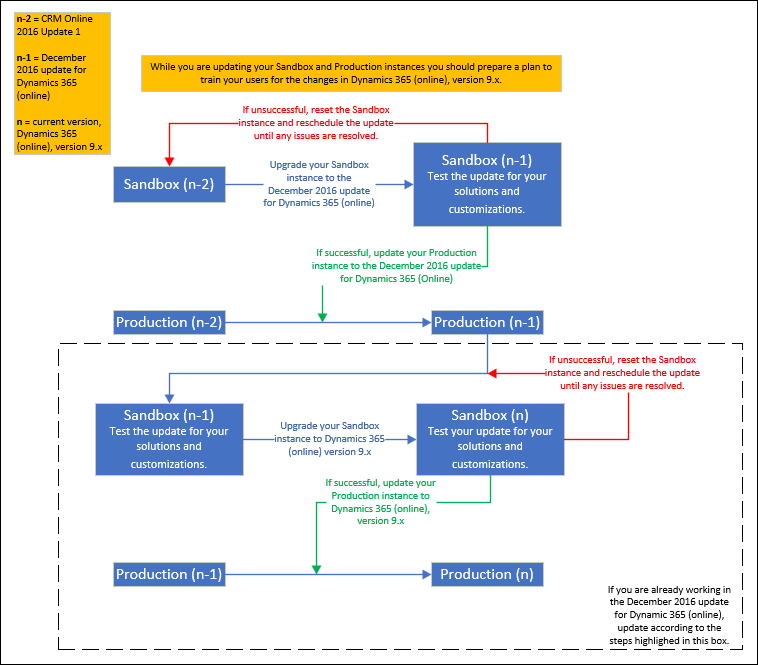 n-2 = CRM Online
2016 Update 1
n-1 = December
2016 update for
Dynamics 365
(online)
n = current version,
Dynamics 365
(online), version 9.x
While you are updating your Sandbox and Production instances you should prepare a plan to
train your users for the changes in Dynamics 365 (online), version 9.x.
If unsuccessful, reset the Sandbox
instance and reschedule the update
until any issues are resolved.
Sandbox (n-2)
Upgrade your Sandbox
instance to the
December 2016 update
for Dynamics 365 (online)
Sandbox (n-1)
Test the update for your
solutions and
customizations.
If successful, update your Production
instance to the December 2016 update
for Dynamics 365 (Online)
Production (n-2)
Production (n-1)
If unsuccessful, reset the Sandbox
instance and reschedule the update
until any issues are resolved.
Sandbox (n-1)
Test the update for your
solutions and
customizations.
Upgrade your Sandbox
instance to Dynamics 365
(online) version 9.x
Sandbox (n)
Test your update for your
solutions and
customizations.
If successful, update your
Production instance to
Dynamics 365 (online),
version 9.x
Production (n-1)
Production (n)
If you are already working in
the December 2016 update
for Dynamic 365 (online),
update according to the
steps highlighed in this box.